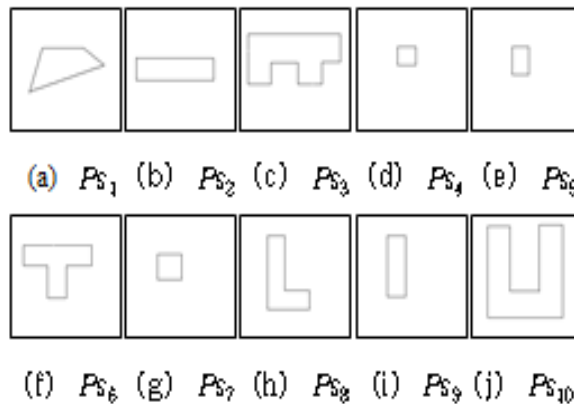 (a) Ps₁ (b) Ps₂ (c) Ps₃ (d) Ps₄ (e) Ps₅
(f) Ps₆ (g) Ps₇ (h) Ps₈ (i) Ps₉ (j) Ps₁₀